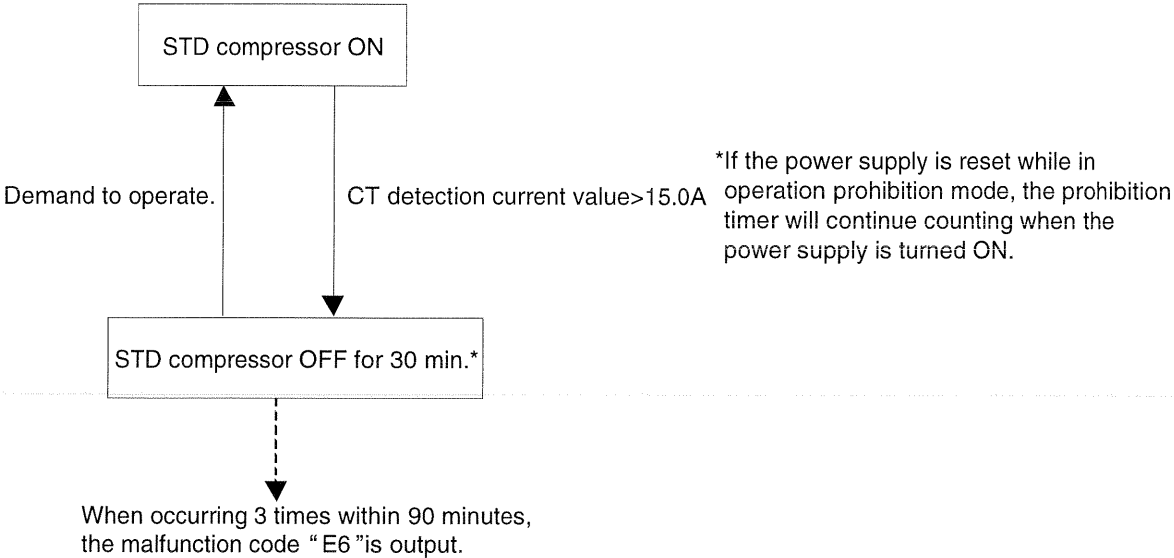 STD compressor ON
Demand to operate.
CT detection current value>15.0A
*If the power supply is reset while in
operation prohibition mode, the prohibition
timer will continue counting when the
power supply is turned ON.
STD compressor OFF for 30 min.*
When occurring 3 times within 90 minutes,
the malfunction code “ E6 ”is output.